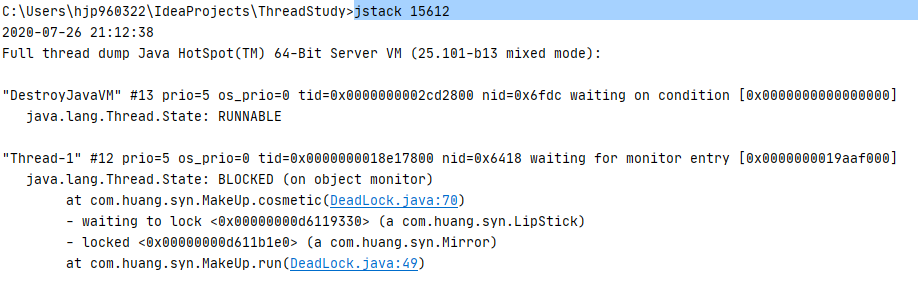 C:\Users\hjp960322\IdeaProjects\ThreadStudy>jstack 15612
2020-07-26 21:12:38
Full thread dump Java HotSpot(TM) 64-Bit Server VM (25.101-b13 mixed mode):
"DestroyJavaVM" #13 prio=5 os_prio=0 tid=0x0000000002cd2800 nid=0x6fdc waiting on condition [0x0000000000000000]
java.lang.Thread.State: RUNNABLE
"Thread-1" #12 prio=5 os_prio=0 tid=0x0000000018e17800 nid=0x6418 waiting for monitor entry [0x0000000019aaf000]
java.lang.Thread.State: BLOCKED (on object monitor)
at com.huang.syn.MakeUp.cosmetic(DeadLock.java:70)
- waiting to lock <0x00000000d6119330> (a com.huang.syn.LipStick)
- locked <0x00000000d611b1e0> (a com.huang.syn.Mirror)
at com.huang.syn.MakeUp.run(DeadLock.java:49)